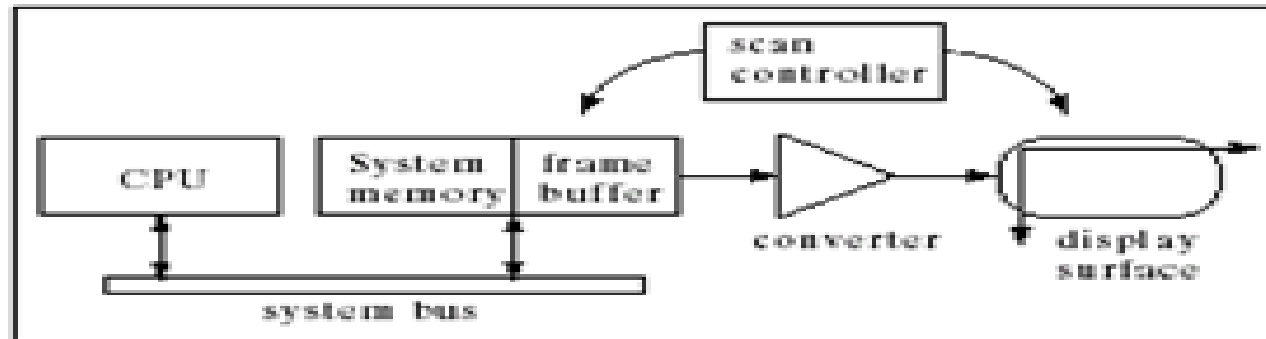 scan
controller
CPU
System
memory
frame
buffer
converter
display
surface
system bus